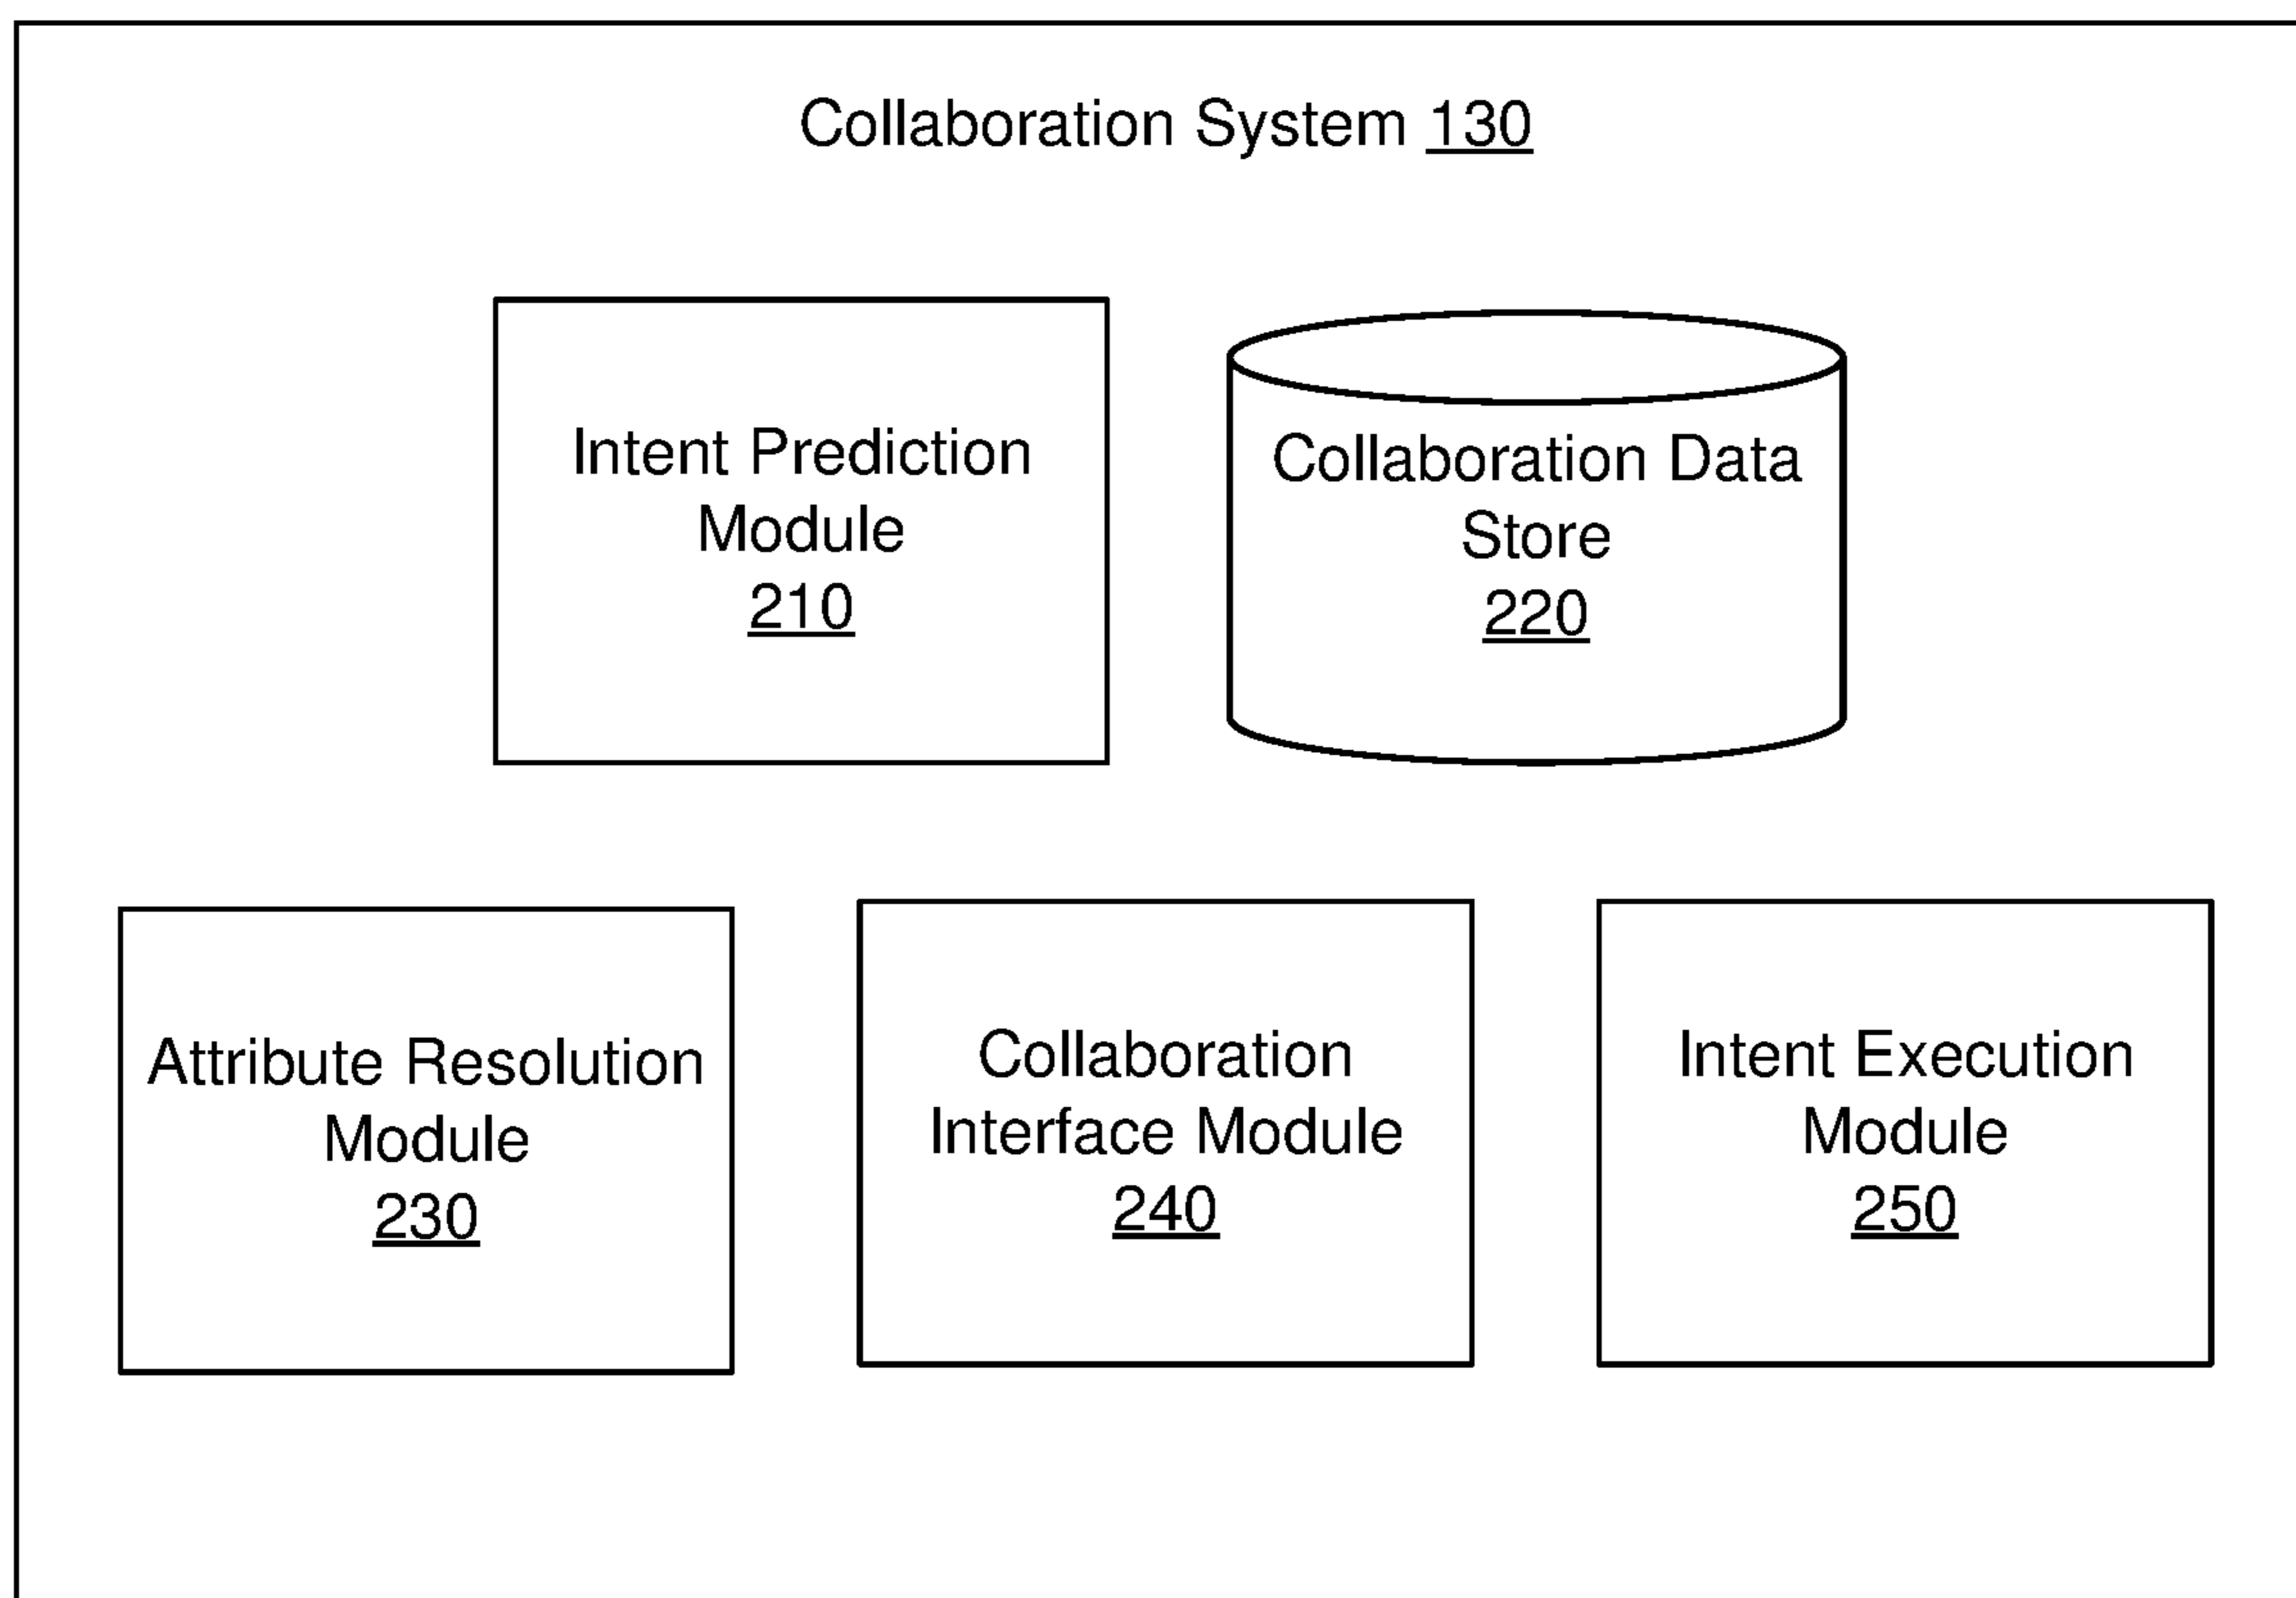 Collaboration System 130
Intent Prediction
Module
210
Collaboration Data
Store
220
Attribute Resolution
Module
230
Collaboration
Interface Module
240
Intent Execution
Module
250